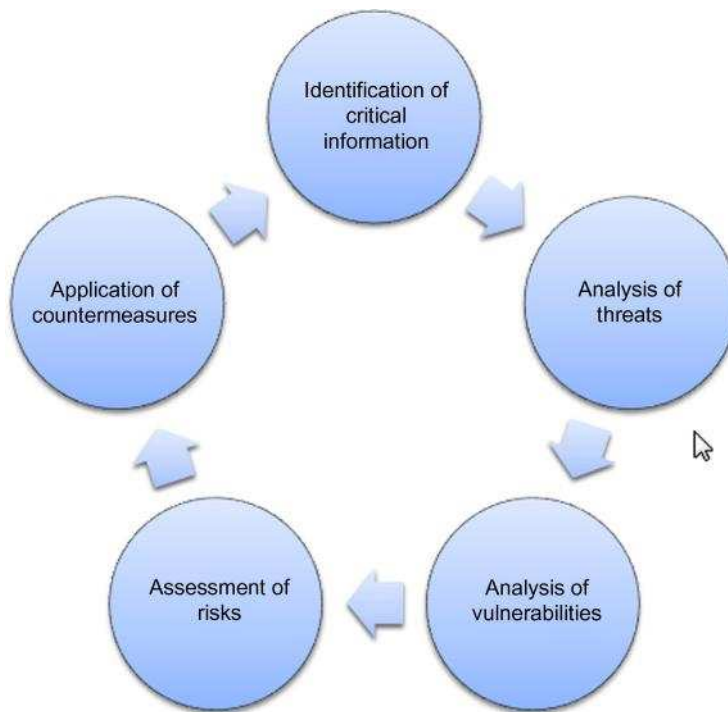 Identification of
critical
information
Analysis of
threats
Analysis of
vulnerabilities
Assessment of
risks
Application of
countermeasures